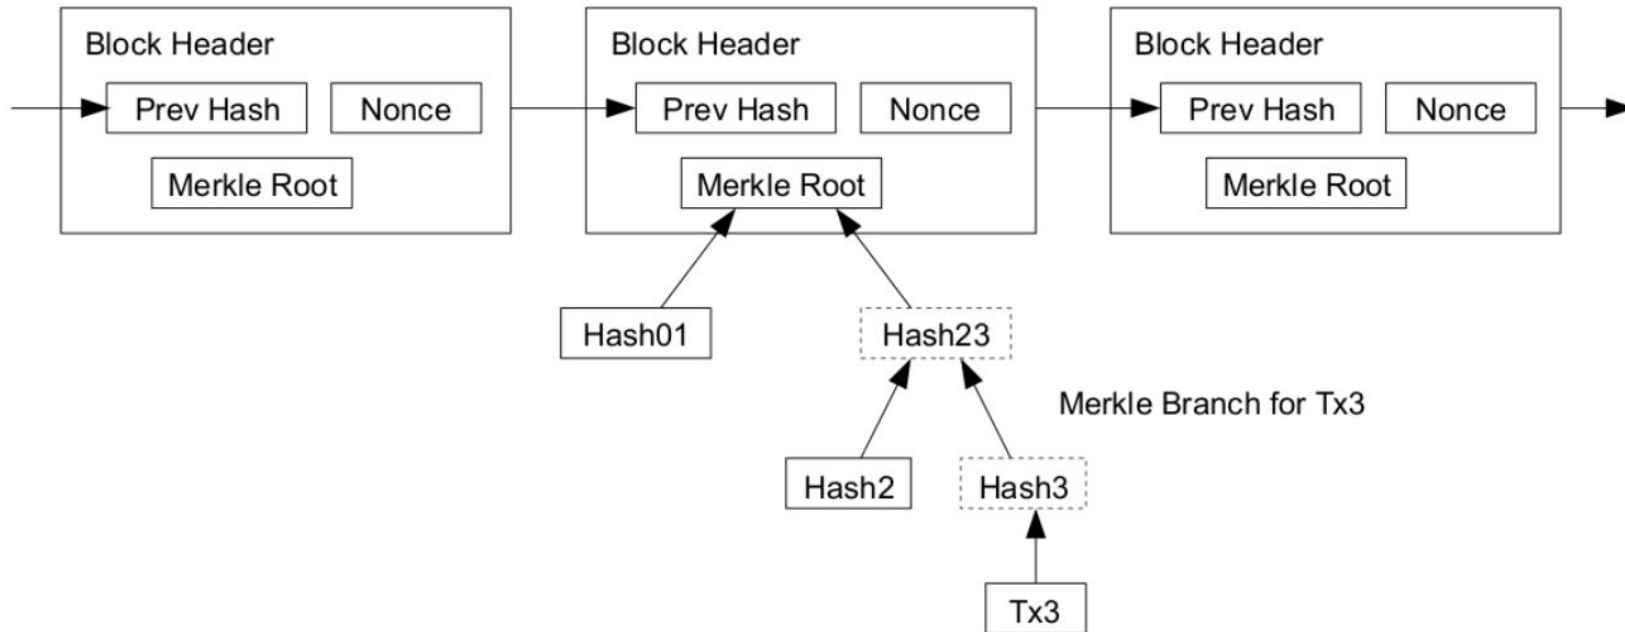 Block Header
Block Header
Block Header
Prev Hash
Nonce
Prev Hash
Nonce
Prev Hash
Nonce
Merkle Root
Merkle Root
Merkle Root
Hash01
Hash23
Merkle Branch for Tx3
Hash2
Hash3
Tx3